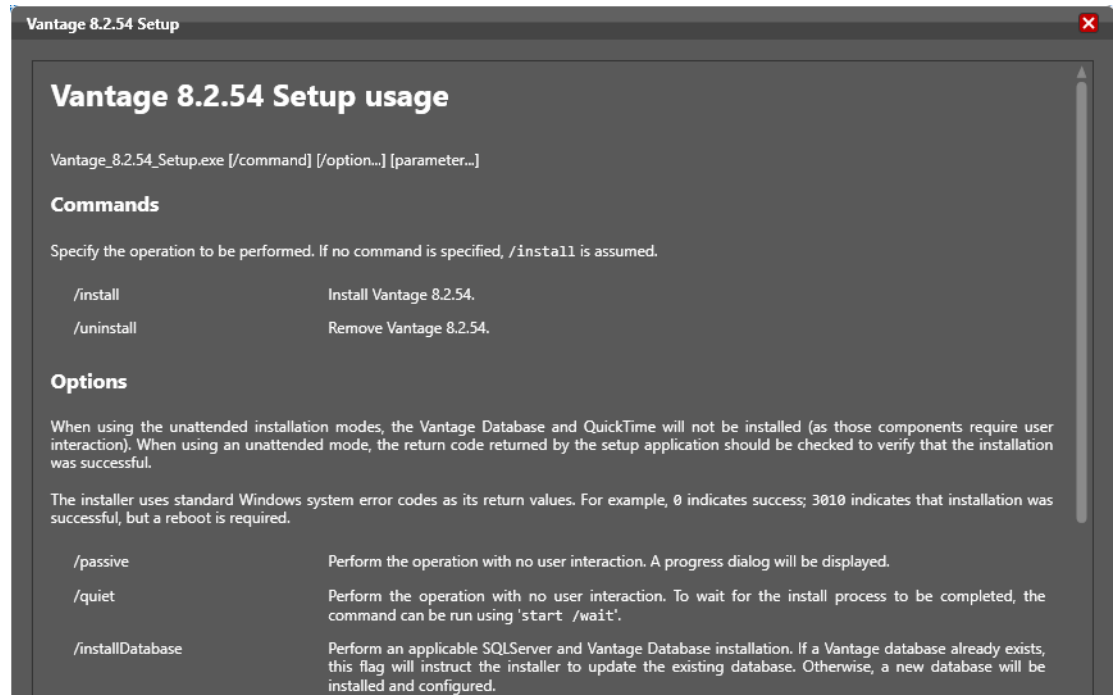 Vantage 8.2.54 Setup
Vantage 8.2.54 Setup usage
Vantage_8.2.54_Setup.exe [/command] [/option...] [parameter...]
Commands
Specify the operation to be performed. If no command is specified, /install is assumed.
/install Install Vantage 8.2.54.
/uninstall Remove Vantage 8.2.54.
Options
When using the unattended installation modes, the Vantage Database and QuickTime will not be installed (as those components require user
interaction). When using an unattended mode, the return code returned by the setup application should be checked to verify that the installation
was successful.
The installer uses standard Windows system error codes as its return values. For example, 0 indicates success; 3010 indicates that installation was
successful, but a reboot is required.
/passive Perform the operation with no user interaction. A progress dialog will be displayed.
/quiet Perform the operation with no user interaction. To wait for the install process to be completed, the
command can be run using 'start /wait'.
/installDatabase Perform an applicable SQLServer and Vantage Database installation. If a Vantage database already exists,
this flag will instruct the installer to update the existing database. Otherwise, a new database will be
installed and configured.